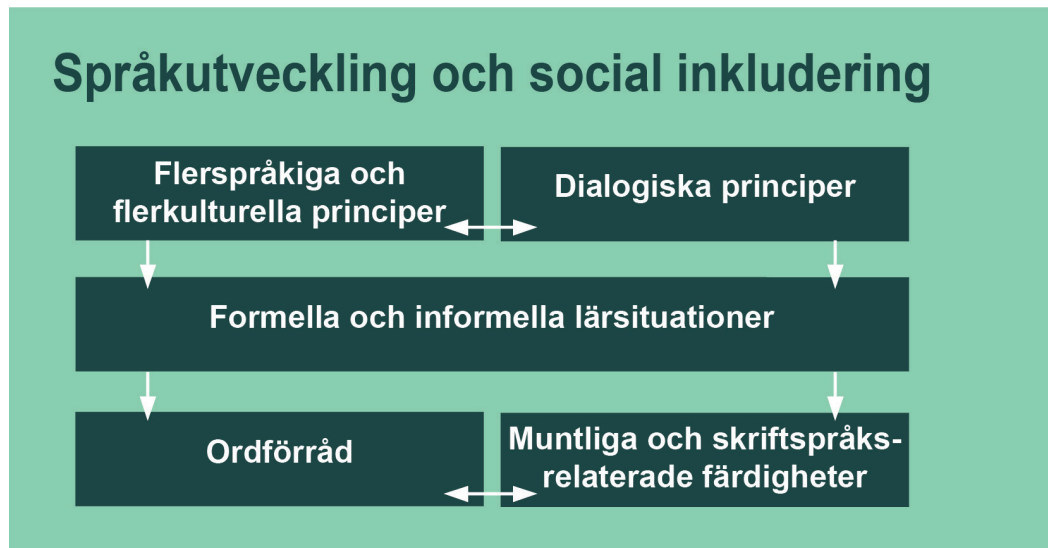 Språkutveckling och social inkludering
Flerspråkiga och
flerkulturella principer
Dialogiska principer
Formella och informella lärsituationer
Ordförråd
Muntliga och skriftspråks-
relaterade färdigheter